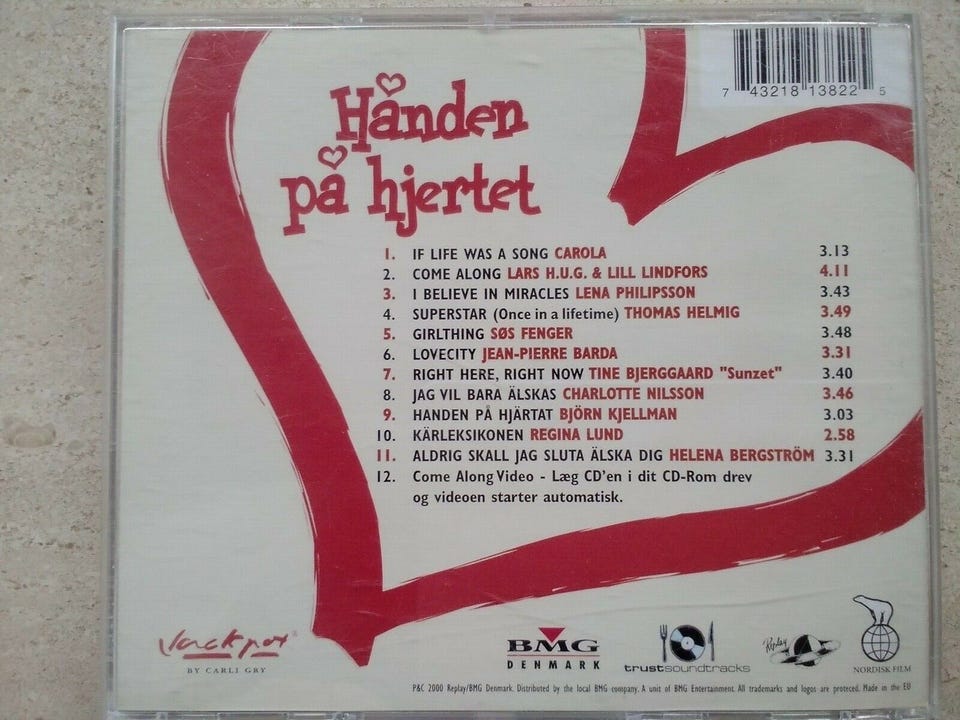 7 43218 13822 5
Hånden
på hjertet
1. IF LIFE WAS A SONG CAROLA 3.13
2. COME ALONG LARS H.U.G. & LILL LINDFORS 4.11
3. I BELIEVE IN MIRACLES LENA PHILIPSSON 3.43
4. SUPERSTAR (Once in a lifetime) THOMAS HELMIG 3.49
5. GIRLTHING SØS FENGER 3.48
6. LOVECITY JEAN-PIERRE BARDA 3.31
7. RIGHT HERE, RIGHT NOW TINE BJERGGAARD "Sunzet" 3.40
8. JAG VIL BARA ÄLSKAS CHARLOTTE NILSSON 3.46
9. HANDEN PÅ HJÄRTAT BJÖRN KJELLMAN 3.03
10. KÄRLEKSIKONEN REGINA LUND 2.58
11. ALDRIG SKALL JAG SLUTA ÄLSKA DIG HELENA BERGSTRÖM 3.31
12. Come Along Video - Læg CD'en i dit CD-Rom drev
og videoen starter automatisk.
Jackpot®
BY CARLI GRY
BMG
DENMARK
trustsoundtracks
Replay
NORDISK FILM
P&C 2000 Replay/BMG Denmark. Distributed by the local BMG company. A unit of BMG Entertainment. All trademarks and logos are proteced. Made in the EU